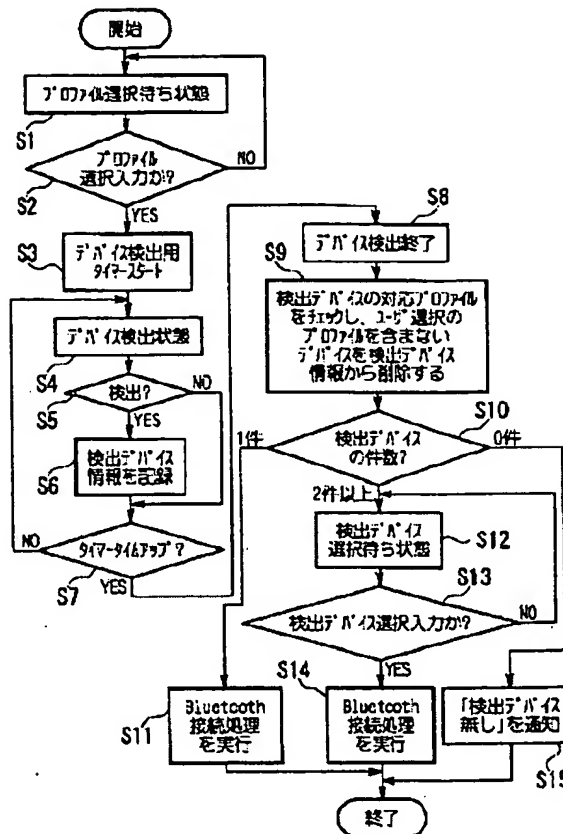 開始
プロファイル選択待ち状態
S1
プロファイル
選択入力か?
NO
S2
YES
デバイス検出用
タイマースタート
S3
デバイス検出状態
S4
検出?
NO
S5
YES
検出デバイス
情報を記録
S6
タイマータイムアップ?
NO
S7
YES
S8
デバイス検出終了
S9
検出デバイスの対応プロファイル
をチェックし、ユーザ選択の
プロファイルを含まない
デバイスを検出デバイス
情報から削除する
S10
検出デバイス
の件数?
1件
0件
2件以上
検出デバイス
選択待ち状態
S12
S13
検出デバイス選択入力か?
NO
YES
S14
Bluetooth
接続処理
を実行
S11
Bluetooth
接続処理
を実行
「検出デバイス
無し」を通知
S15
終了